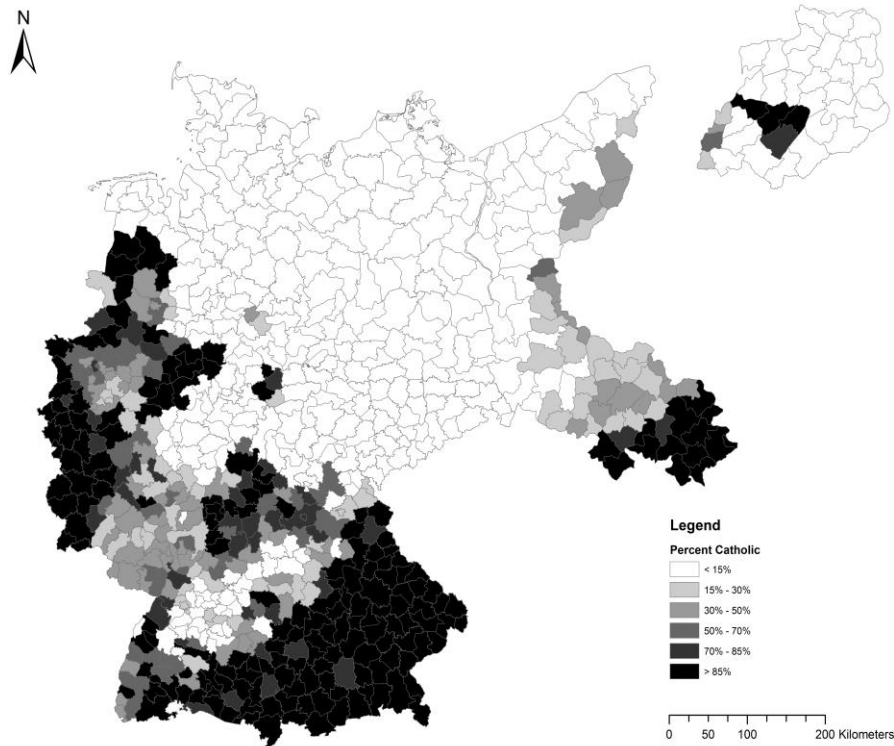 N
Legend
Percent Catholic
< 15%
15% - 30%
30% - 50%
50% - 70%
70% - 85%
> 85%
0 50 100 200 Kilometers